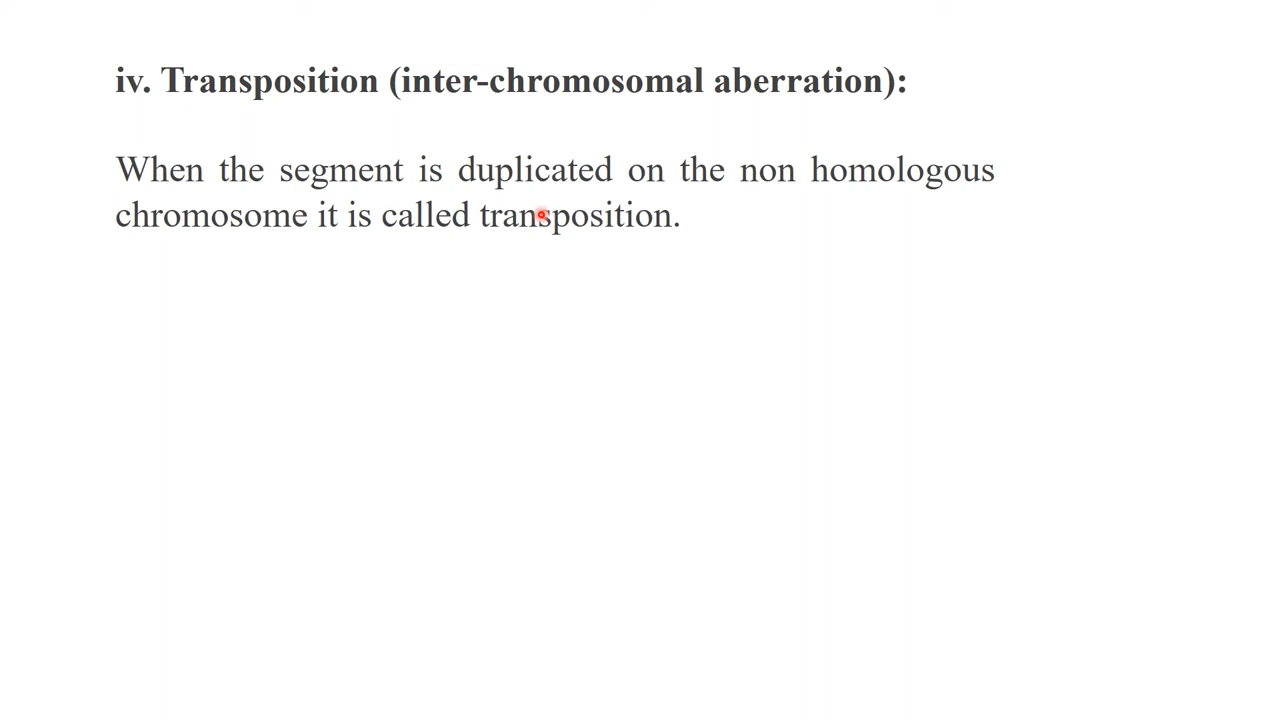 iv. Transposition (inter-chromosomal aberration):
When the segment is duplicated on the non homologous
chromosome it is called transposition.